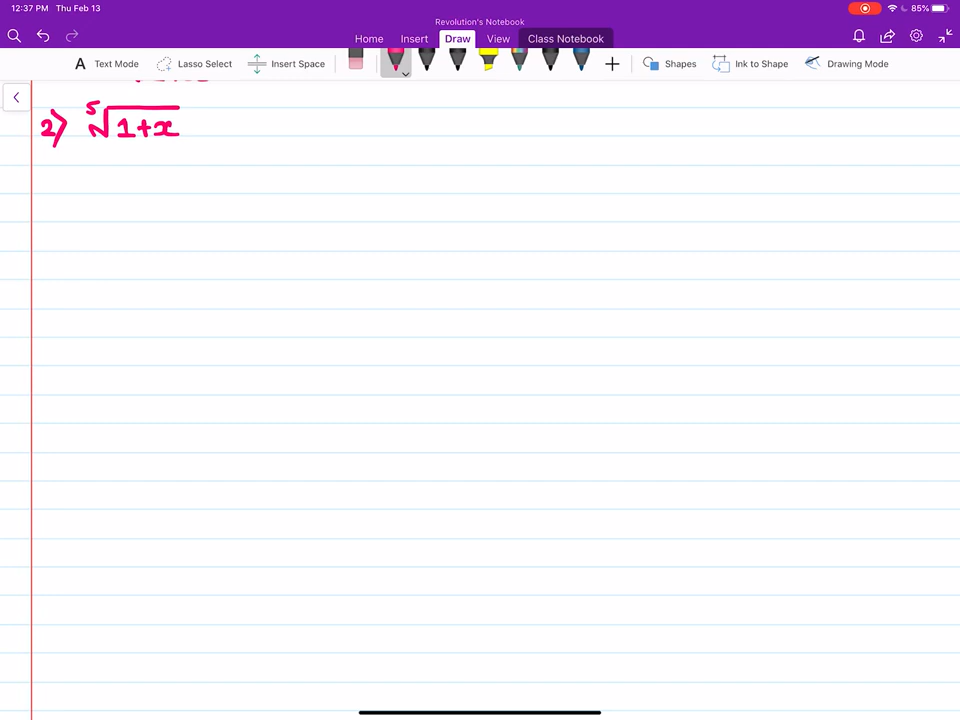 12:37 PM Thu Feb 13
85%
Revolution's Notebook
Home Insert Draw View Class Notebook
A Text Mode Lasso Select Insert Space Shapes Ink to Shape Drawing Mode
2) ⁵√(1+x)